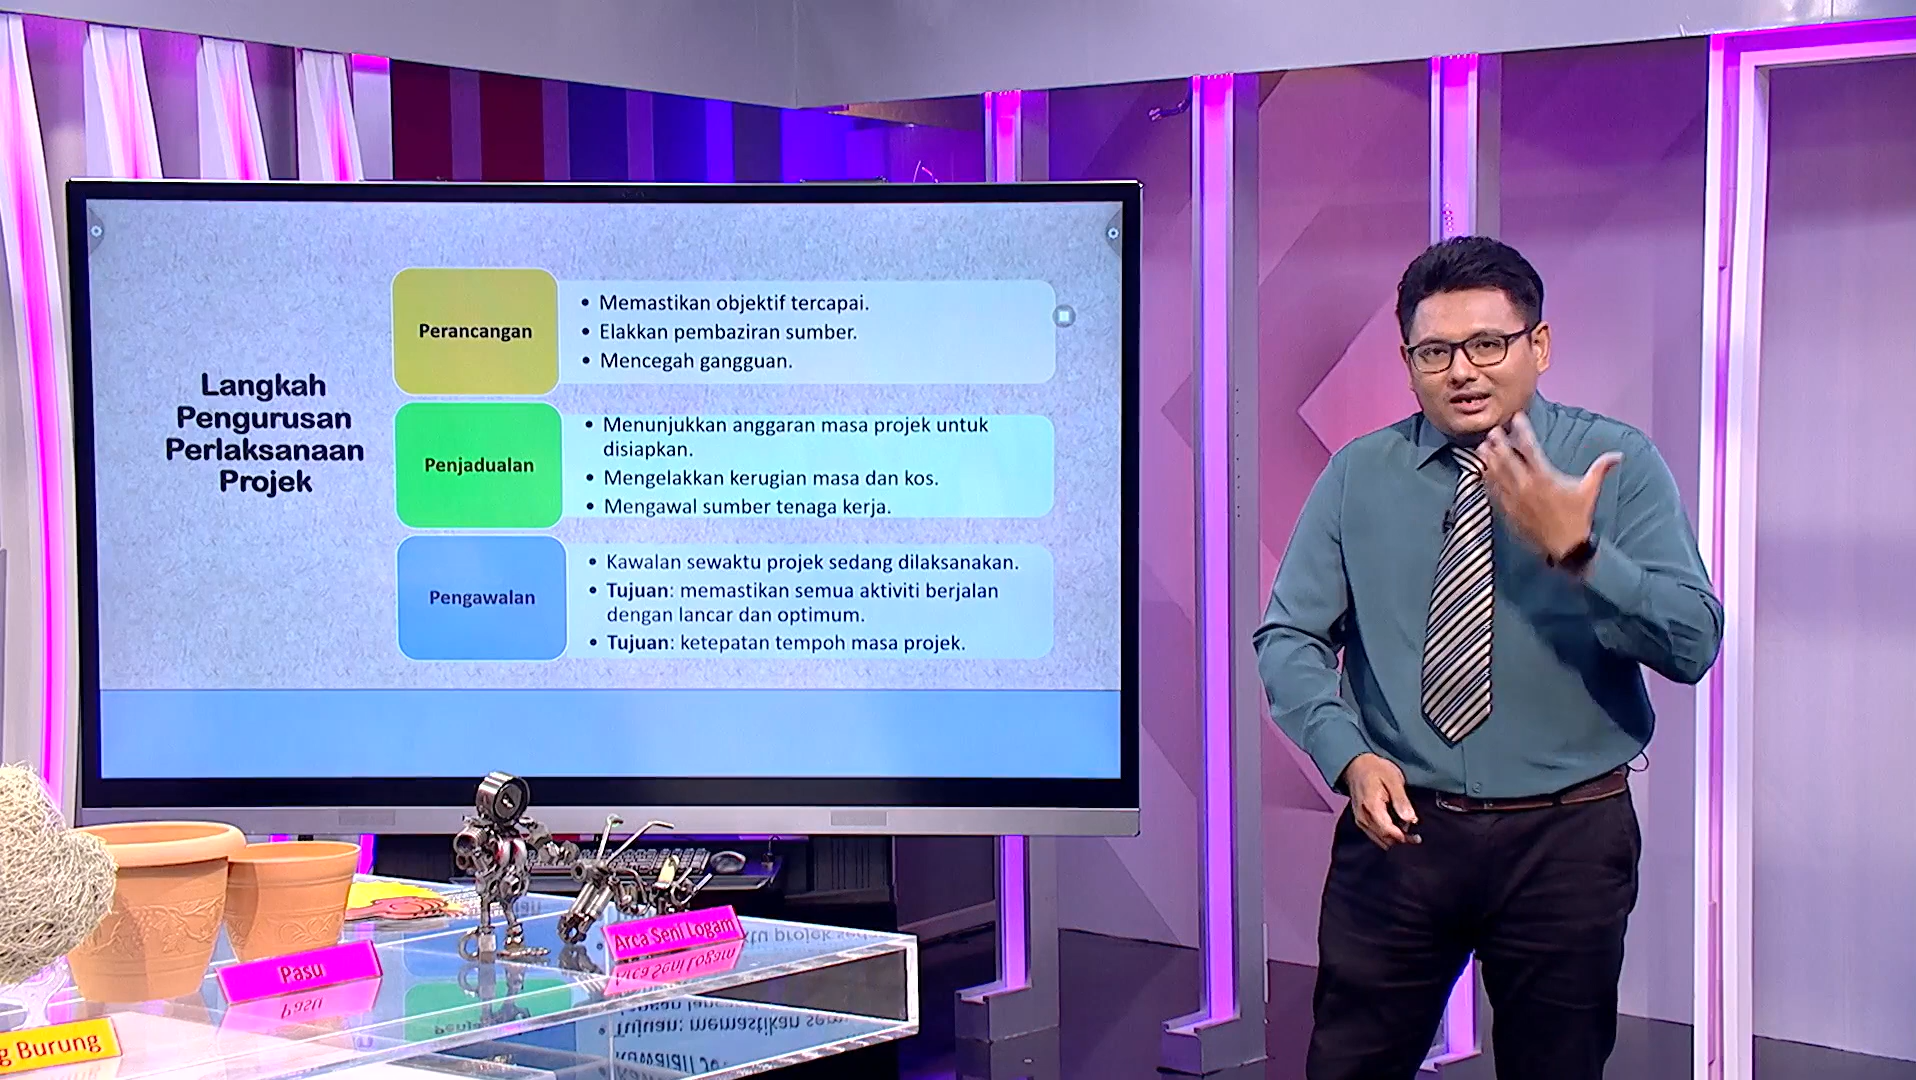 Langkah
Pengurusan
Perlaksanaan
Projek
Perancangan
• Memastikan objektif tercapai.
• Elakkan pembaziran sumber.
• Mencegah gangguan.
Penjadualan
• Menunjukkan anggaran masa projek untuk
disiapkan.
• Mengelakkan kerugian masa dan kos.
• Mengawal sumber tenaga kerja.
Pengawalan
• Kawalan sewaktu projek sedang dilaksanakan.
• Tujuan: memastikan semua aktiviti berjalan
dengan lancar dan optimum.
• Tujuan: ketepatan tempoh masa projek.
Arca Seni Logam
Pasu
g Burung